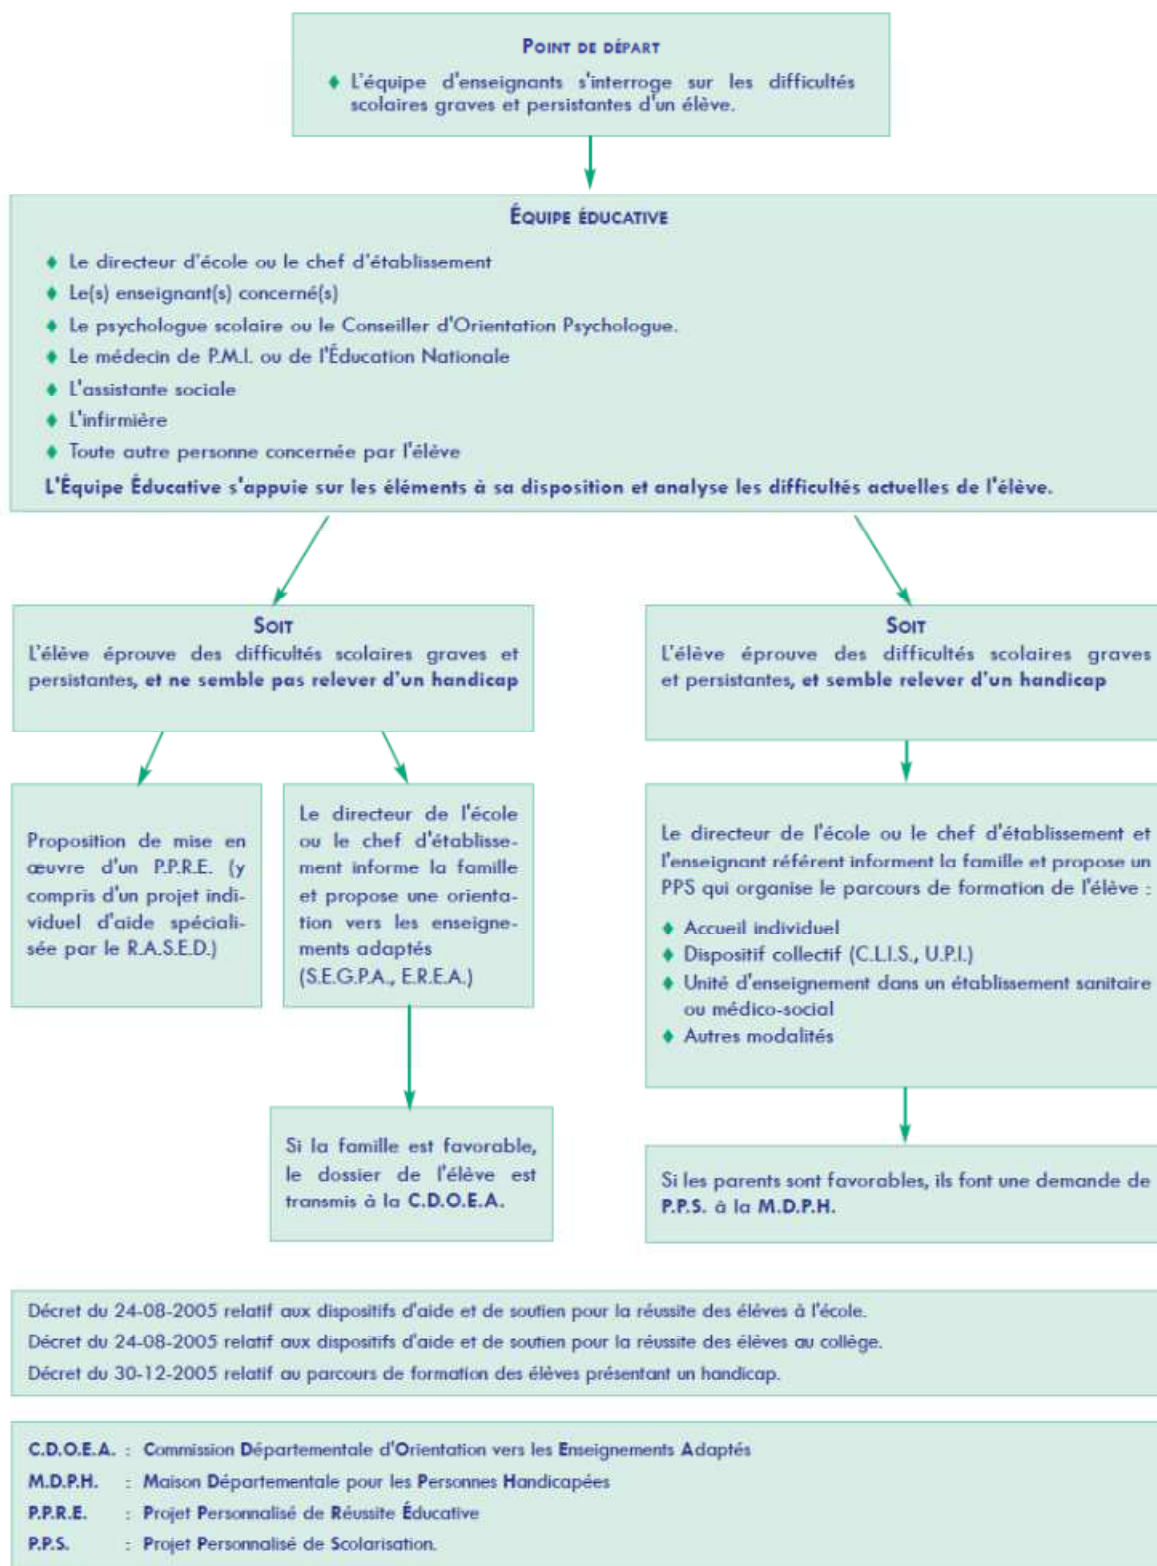 POINT DE DÉPART
♦ L'équipe d'enseignants s'interroge sur les difficultés
scolaires graves et persistantes d'un élève.
ÉQUIPE ÉDUCATIVE
♦ Le directeur d'école ou le chef d'établissement
♦ Le(s) enseignant(s) concerné(s)
♦ Le psychologue scolaire ou le Conseiller d'Orientation Psychologue.
♦ Le médecin de P.M.I. ou de l'Éducation Nationale
♦ L'assistante sociale
♦ L'infirmière
♦ Toute autre personne concernée par l'élève
L'Équipe Éducative s'appuie sur les éléments à sa disposition et analyse les difficultés actuelles de l'élève.
SOIT
L'élève éprouve des difficultés scolaires graves et
persistantes, et ne semble pas relever d'un handicap
SOIT
L'élève éprouve des difficultés scolaires graves
et persistantes, et semble relever d'un handicap
Proposition de mise en
œuvre d'un P.P.R.E. (y
compris d'un projet indi-
viduel d'aide spéciali-
sée par le R.A.S.E.D.)
Le directeur de l'école
ou le chef d'établisse-
ment informe la famille
et propose une orienta-
tion vers les enseigne-
ments adaptés
(S.E.G.P.A., E.R.E.A.)
Le directeur de l'école ou le chef d'établissement et
l'enseignant référent informent la famille et propose un
PPS qui organise le parcours de formation de l'élève :
♦ Accueil individuel
♦ Dispositif collectif (C.L.I.S., U.P.I.)
♦ Unité d'enseignement dans un établissement sanitaire
ou médico-social
♦ Autres modalités
Si la famille est favorable,
le dossier de l'élève est
transmis à la C.D.O.E.A.
Si les parents sont favorables, ils font une demande de
P.P.S. à la M.D.P.H.
Décret du 24-08-2005 relatif aux dispositifs d'aide et de soutien pour la réussite des élèves à l'école.
Décret du 24-08-2005 relatif aux dispositifs d'aide et de soutien pour la réussite des élèves au collège.
Décret du 30-12-2005 relatif au parcours de formation des élèves présentant un handicap.
C.D.O.E.A. : Commission Départementale d'Orientation vers les Enseignements Adaptés
M.D.P.H. : Maison Départementale pour les Personnes Handicapées
P.P.R.E. : Projet Personnalisé de Réussite Éducative
P.P.S. : Projet Personnalisé de Scolarisation.